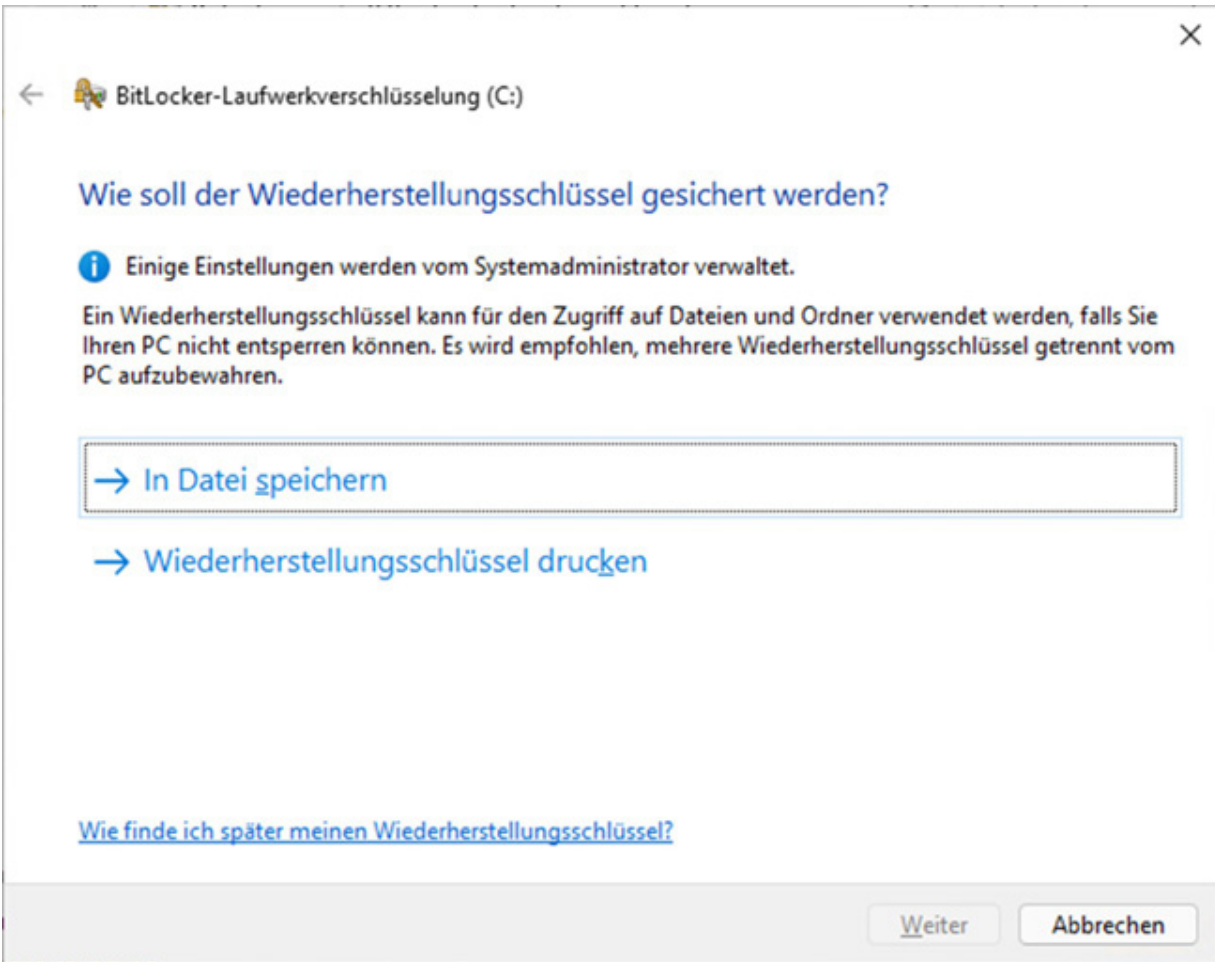 BitLocker-Laufwerkverschlüsselung (C:)
Wie soll der Wiederherstellungsschlüssel gesichert werden?
Einige Einstellungen werden vom Systemadministrator verwaltet.
Ein Wiederherstellungsschlüssel kann für den Zugriff auf Dateien und Ordner verwendet werden, falls Sie
Ihren PC nicht entsperren können. Es wird empfohlen, mehrere Wiederherstellungsschlüssel getrennt vom
PC aufzubewahren.
In Datei speichern
Wiederherstellungsschlüssel drucken
Wie finde ich später meinen Wiederherstellungsschlüssel?
Weiter Abbrechen